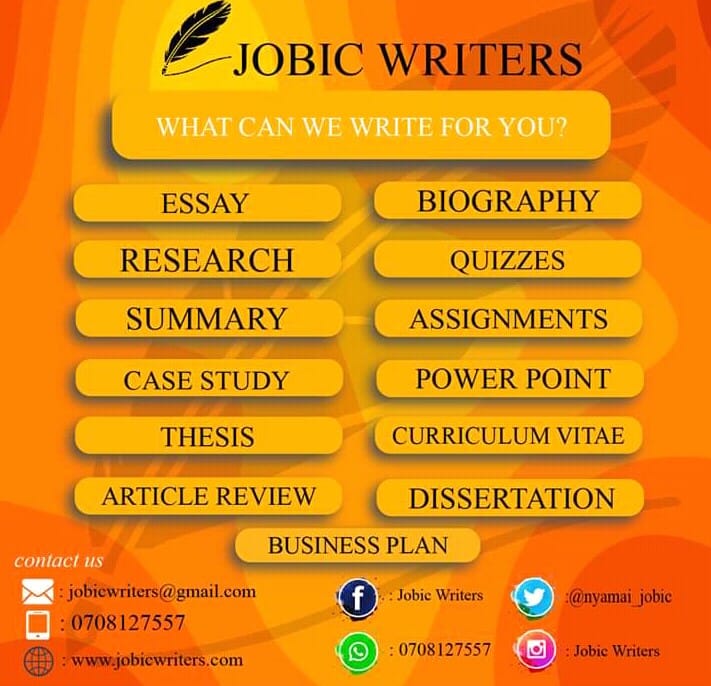 JOBIC WRITERS
WHAT CAN WE WRITE FOR YOU?
ESSAY
BIOGRAPHY
RESEARCH
QUIZZES
SUMMARY
ASSIGNMENTS
CASE STUDY
POWER POINT
THESIS
CURRICULUM VITAE
ARTICLE REVIEW
DISSERTATION
BUSINESS PLAN
contact us
: jobicwriters@gmail.com
: 0708127557
: www.jobicwriters.com
: Jobic Writers
: 0708127557
:@nyamai_jobic
: Jobic Writers